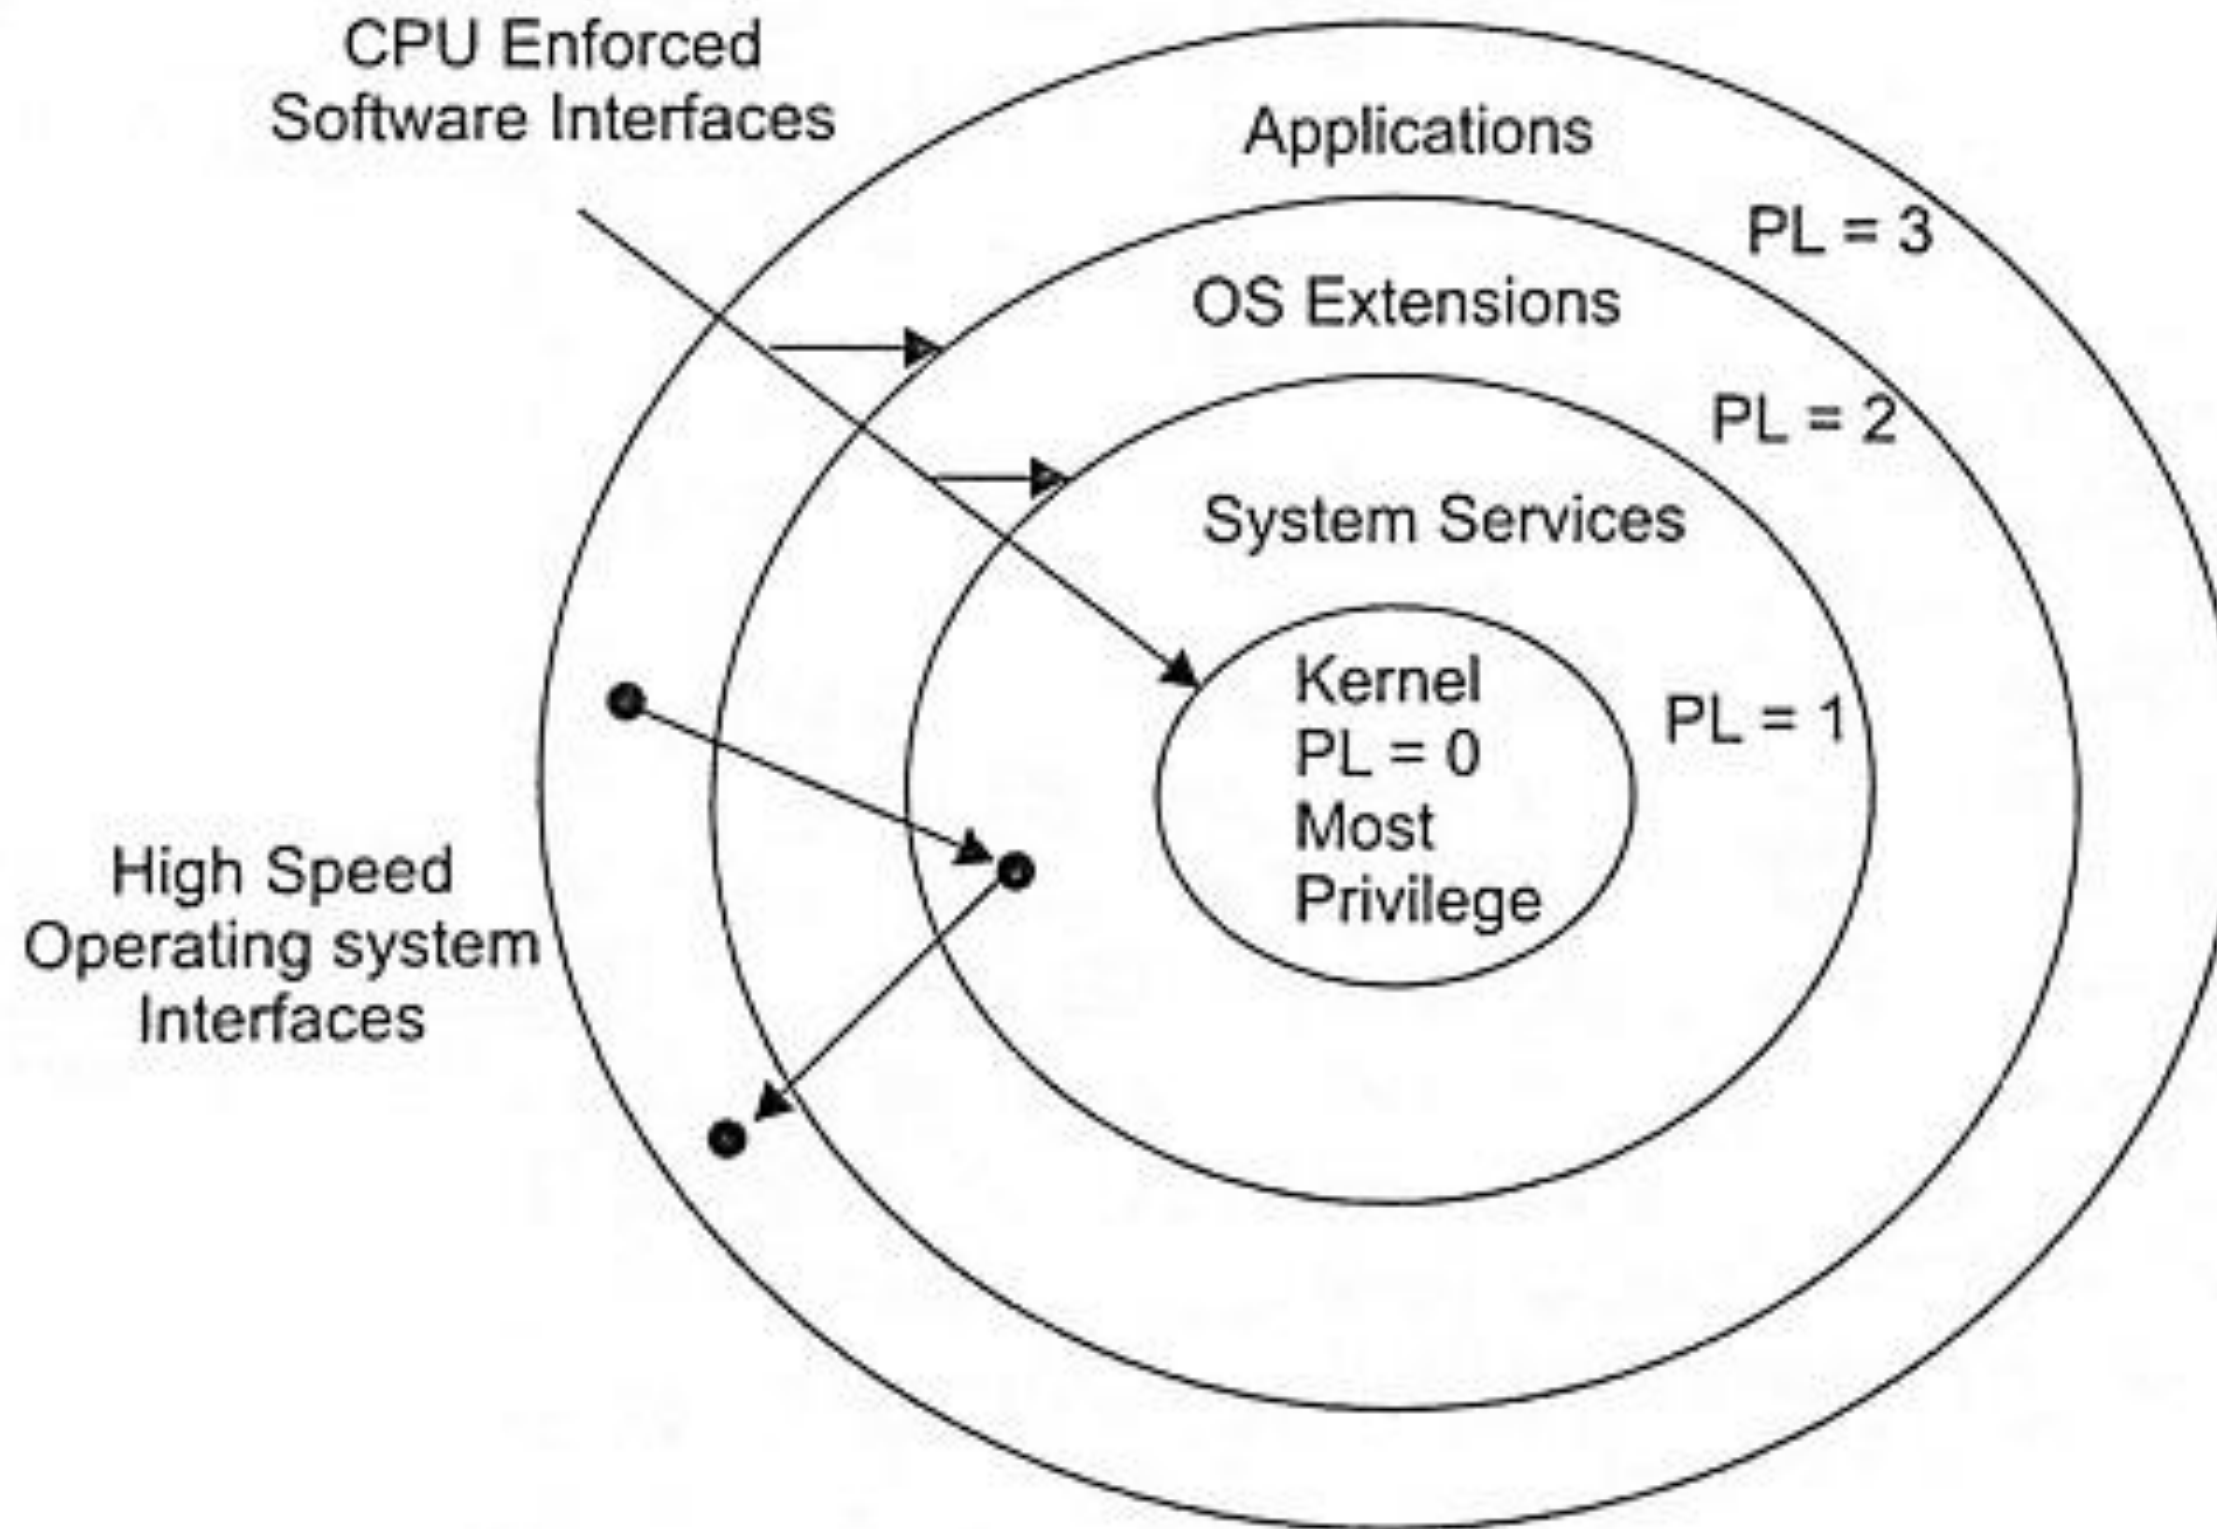 CPU Enforced
Software Interfaces
Applications
PL = 3
OS Extensions
PL = 2
System Services
Kernel
PL = 0
Most
Privilege
PL = 1
High Speed
Operating system
Interfaces